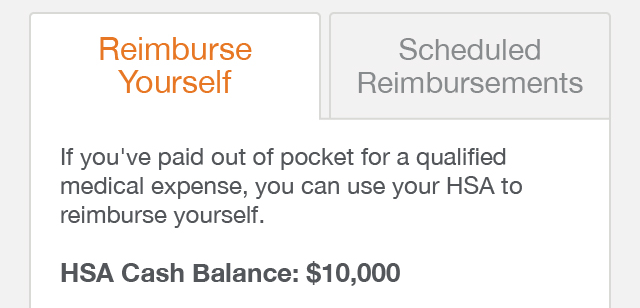 Reimburse
Yourself
Scheduled
Reimbursements
If you've paid out of pocket for a qualified
medical expense, you can use your HSA to
reimburse yourself.
HSA Cash Balance: $10,000